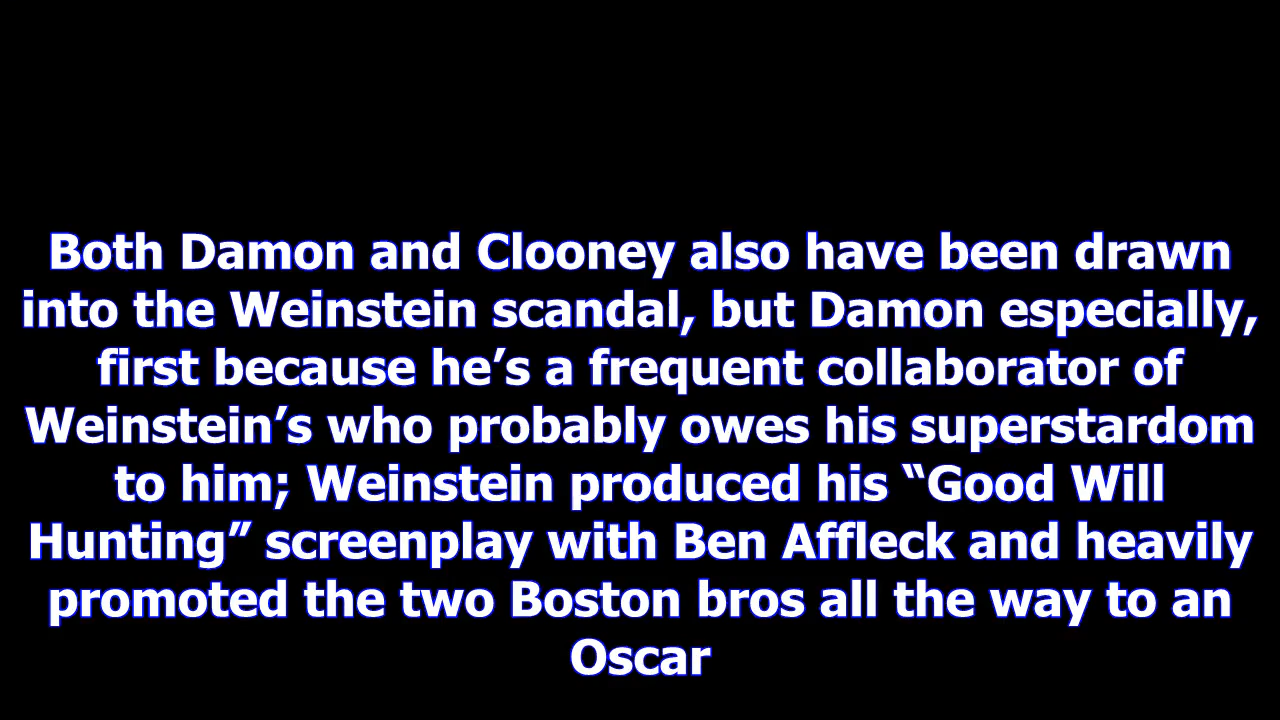 Both Damon and Clooney also have been drawn
into the Weinstein scandal, but Damon especially,
first because he’s a frequent collaborator of
Weinstein’s who probably owes his superstardom
to him; Weinstein produced his “Good Will
Hunting” screenplay with Ben Affleck and heavily
promoted the two Boston bros all the way to an
Oscar